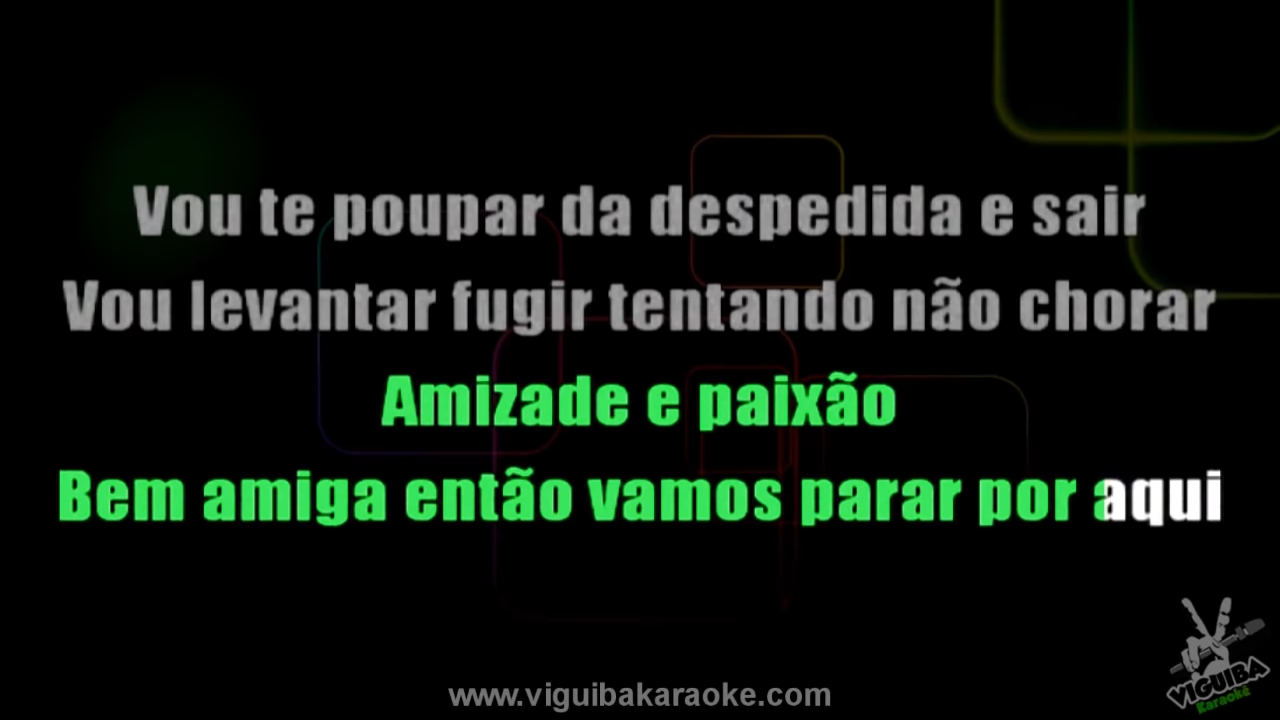 Vou te poupar da despedida e sair
Vou levantar fugir tentando não chorar
Amizade e paixão
Bem amiga então vamos parar por aqui
www.viguibakaraoke.com
VIGUIBA
Karaokê